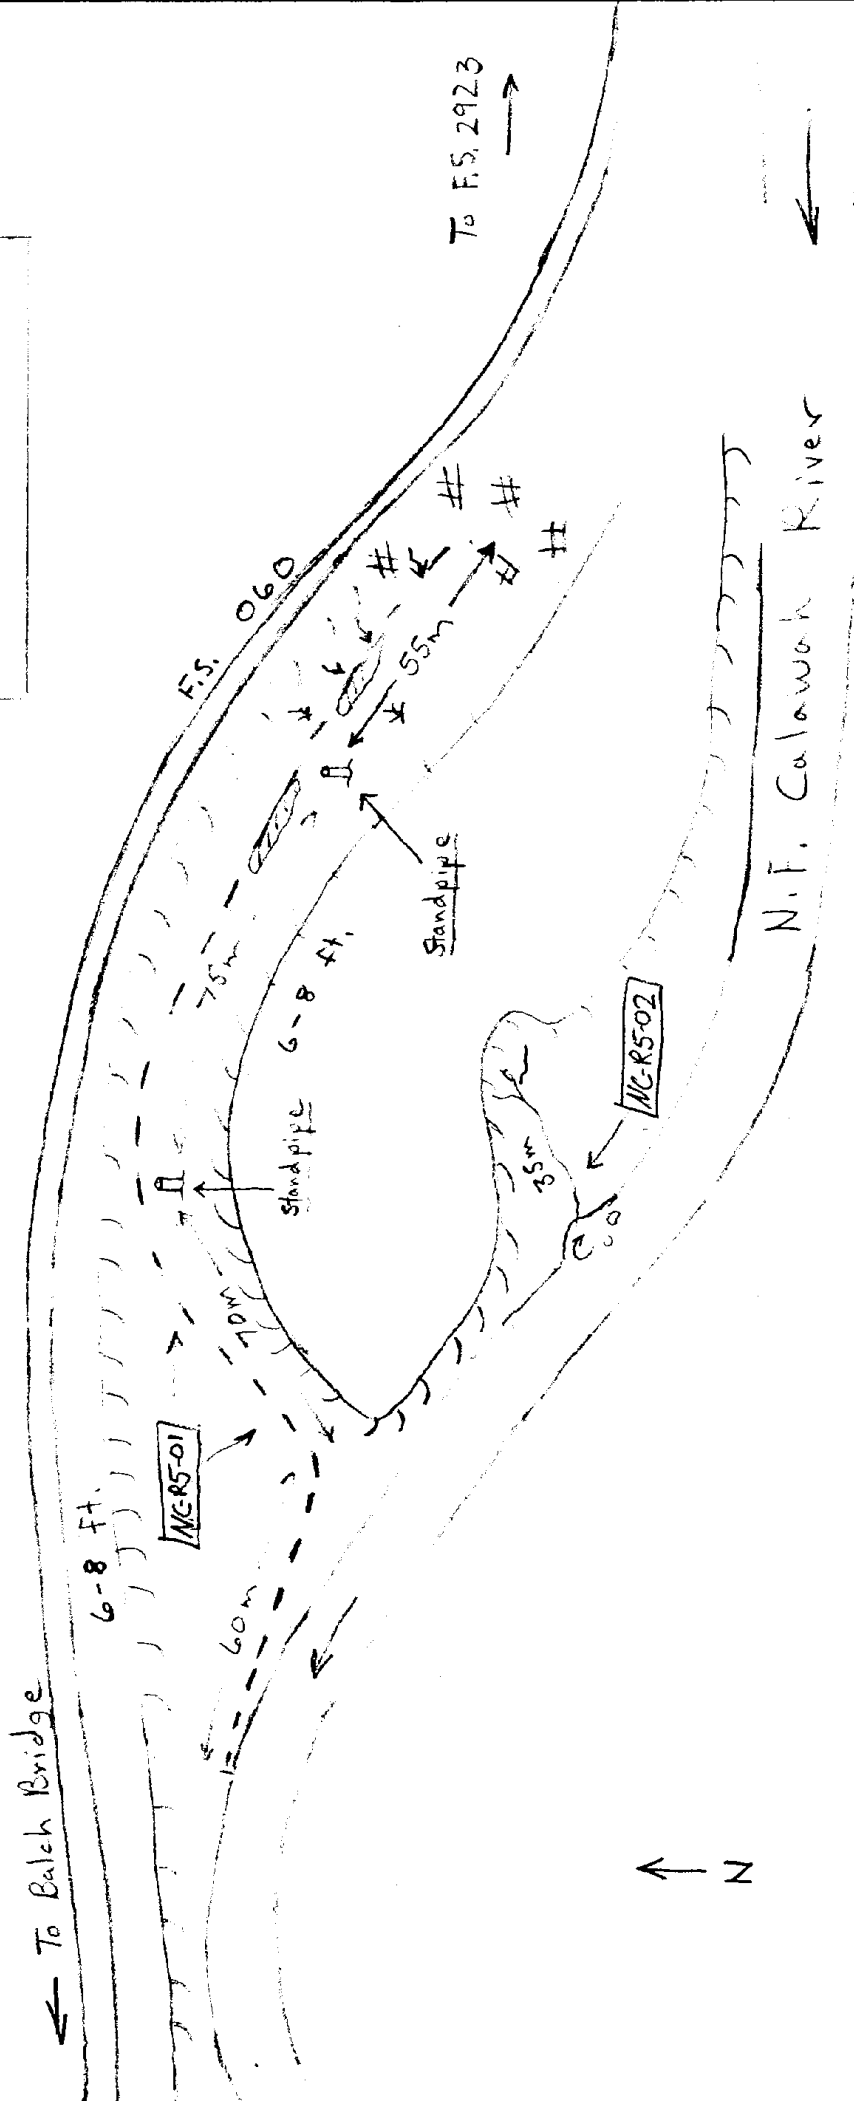 ← To Balch Bridge
6-8 ft.
F.S. 060
To F.S. 2923
→
NC-R5-01
60m
70m
75m
55m
Standpipe
6-8 ft.
Standpipe
35m
NC-R5-02
N.F. Calawah River
N